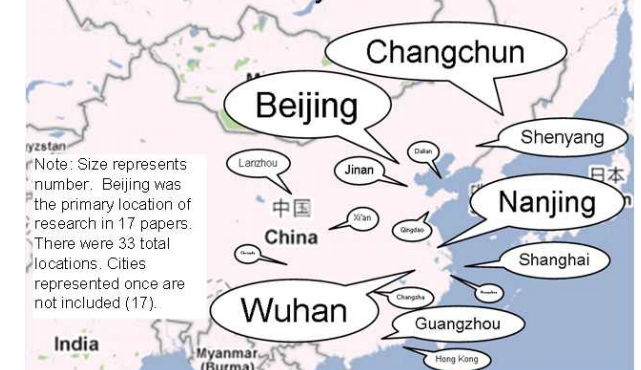 Changchun
Beijing
Shenyang
Dalian
yzstan
Lanzhou
Jinan
日本
Note: Size represents
number. Beijing was
the primary location of
research in 17 papers.
There were 33 total
locations. Cities
represented once are
not included (17).
中国
China
Xi'an
Nanjing
Qingdao
Shanghai
Wuhan
Changsha
Guangzhou
India
Myanmar
(Burma)
Hong Kong